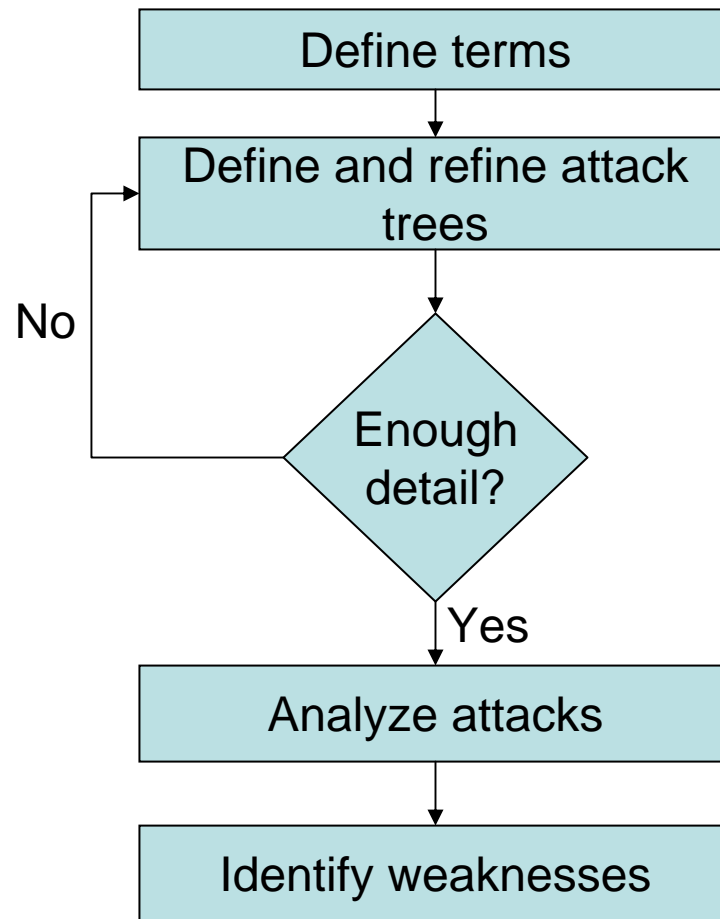 Define terms
Define and refine attack
trees
No
Enough
detail?
Yes
Analyze attacks
Identify weaknesses